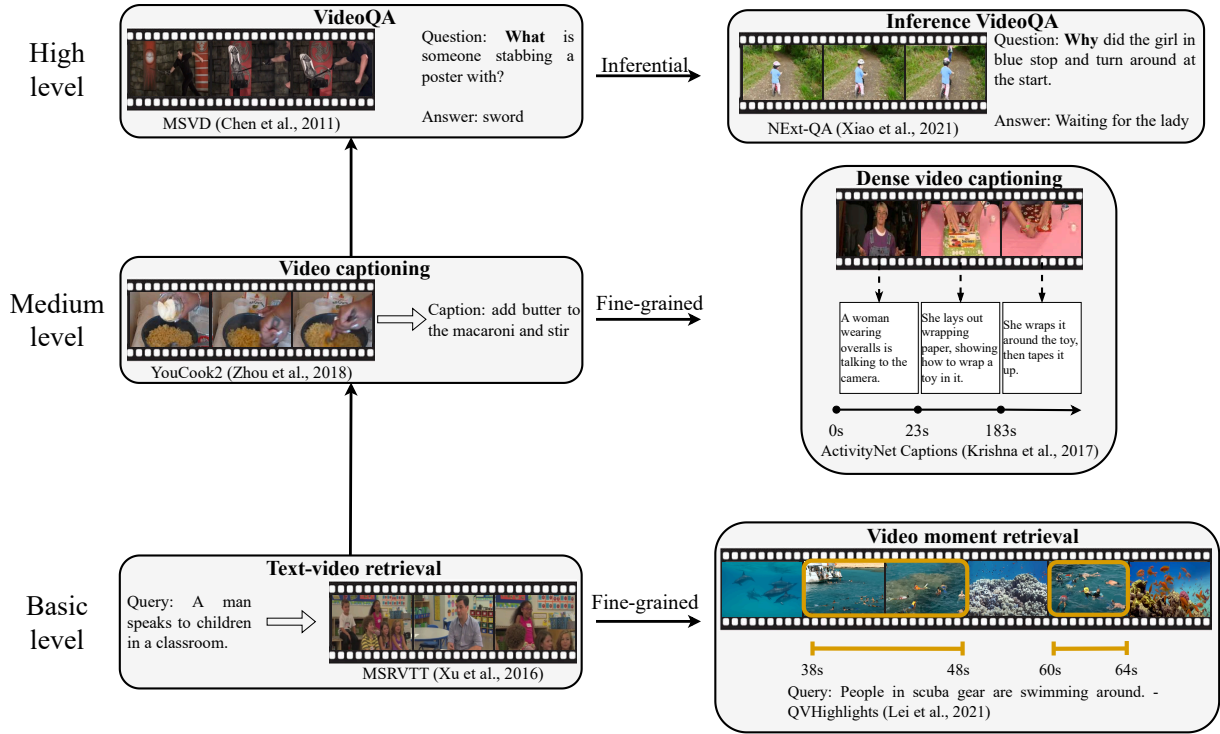 High
level
VideoQA
Question: What is
someone stabbing a
poster with?
Answer: sword
MSVD (Chen et al., 2011)
Inferential
Inference VideoQA
Question: Why did the girl in
blue stop and turn around at
the start.
Answer: Waiting for the lady
NExt-QA (Xiao et al., 2021)
Medium
level
Video captioning
Caption: add butter to
the macaroni and stir
YouCook2 (Zhou et al., 2018)
Fine-grained
Dense video captioning
A woman
wearing
overalls is
talking to the
camera.
She lays out
wrapping
paper, showing
how to wrap a
toy in it.
She wraps it
around the toy,
then tapes it
up.
0s
23s
183s
ActivityNet Captions (Krishna et al., 2017)
Basic
level
Text-video retrieval
Query: A man
speaks to children
in a classroom.
MSRVTT (Xu et al., 2016)
Fine-grained
Video moment retrieval
38s
48s
60s
64s
Query: People in scuba gear are swimming around. -
QVHighlights (Lei et al., 2021)